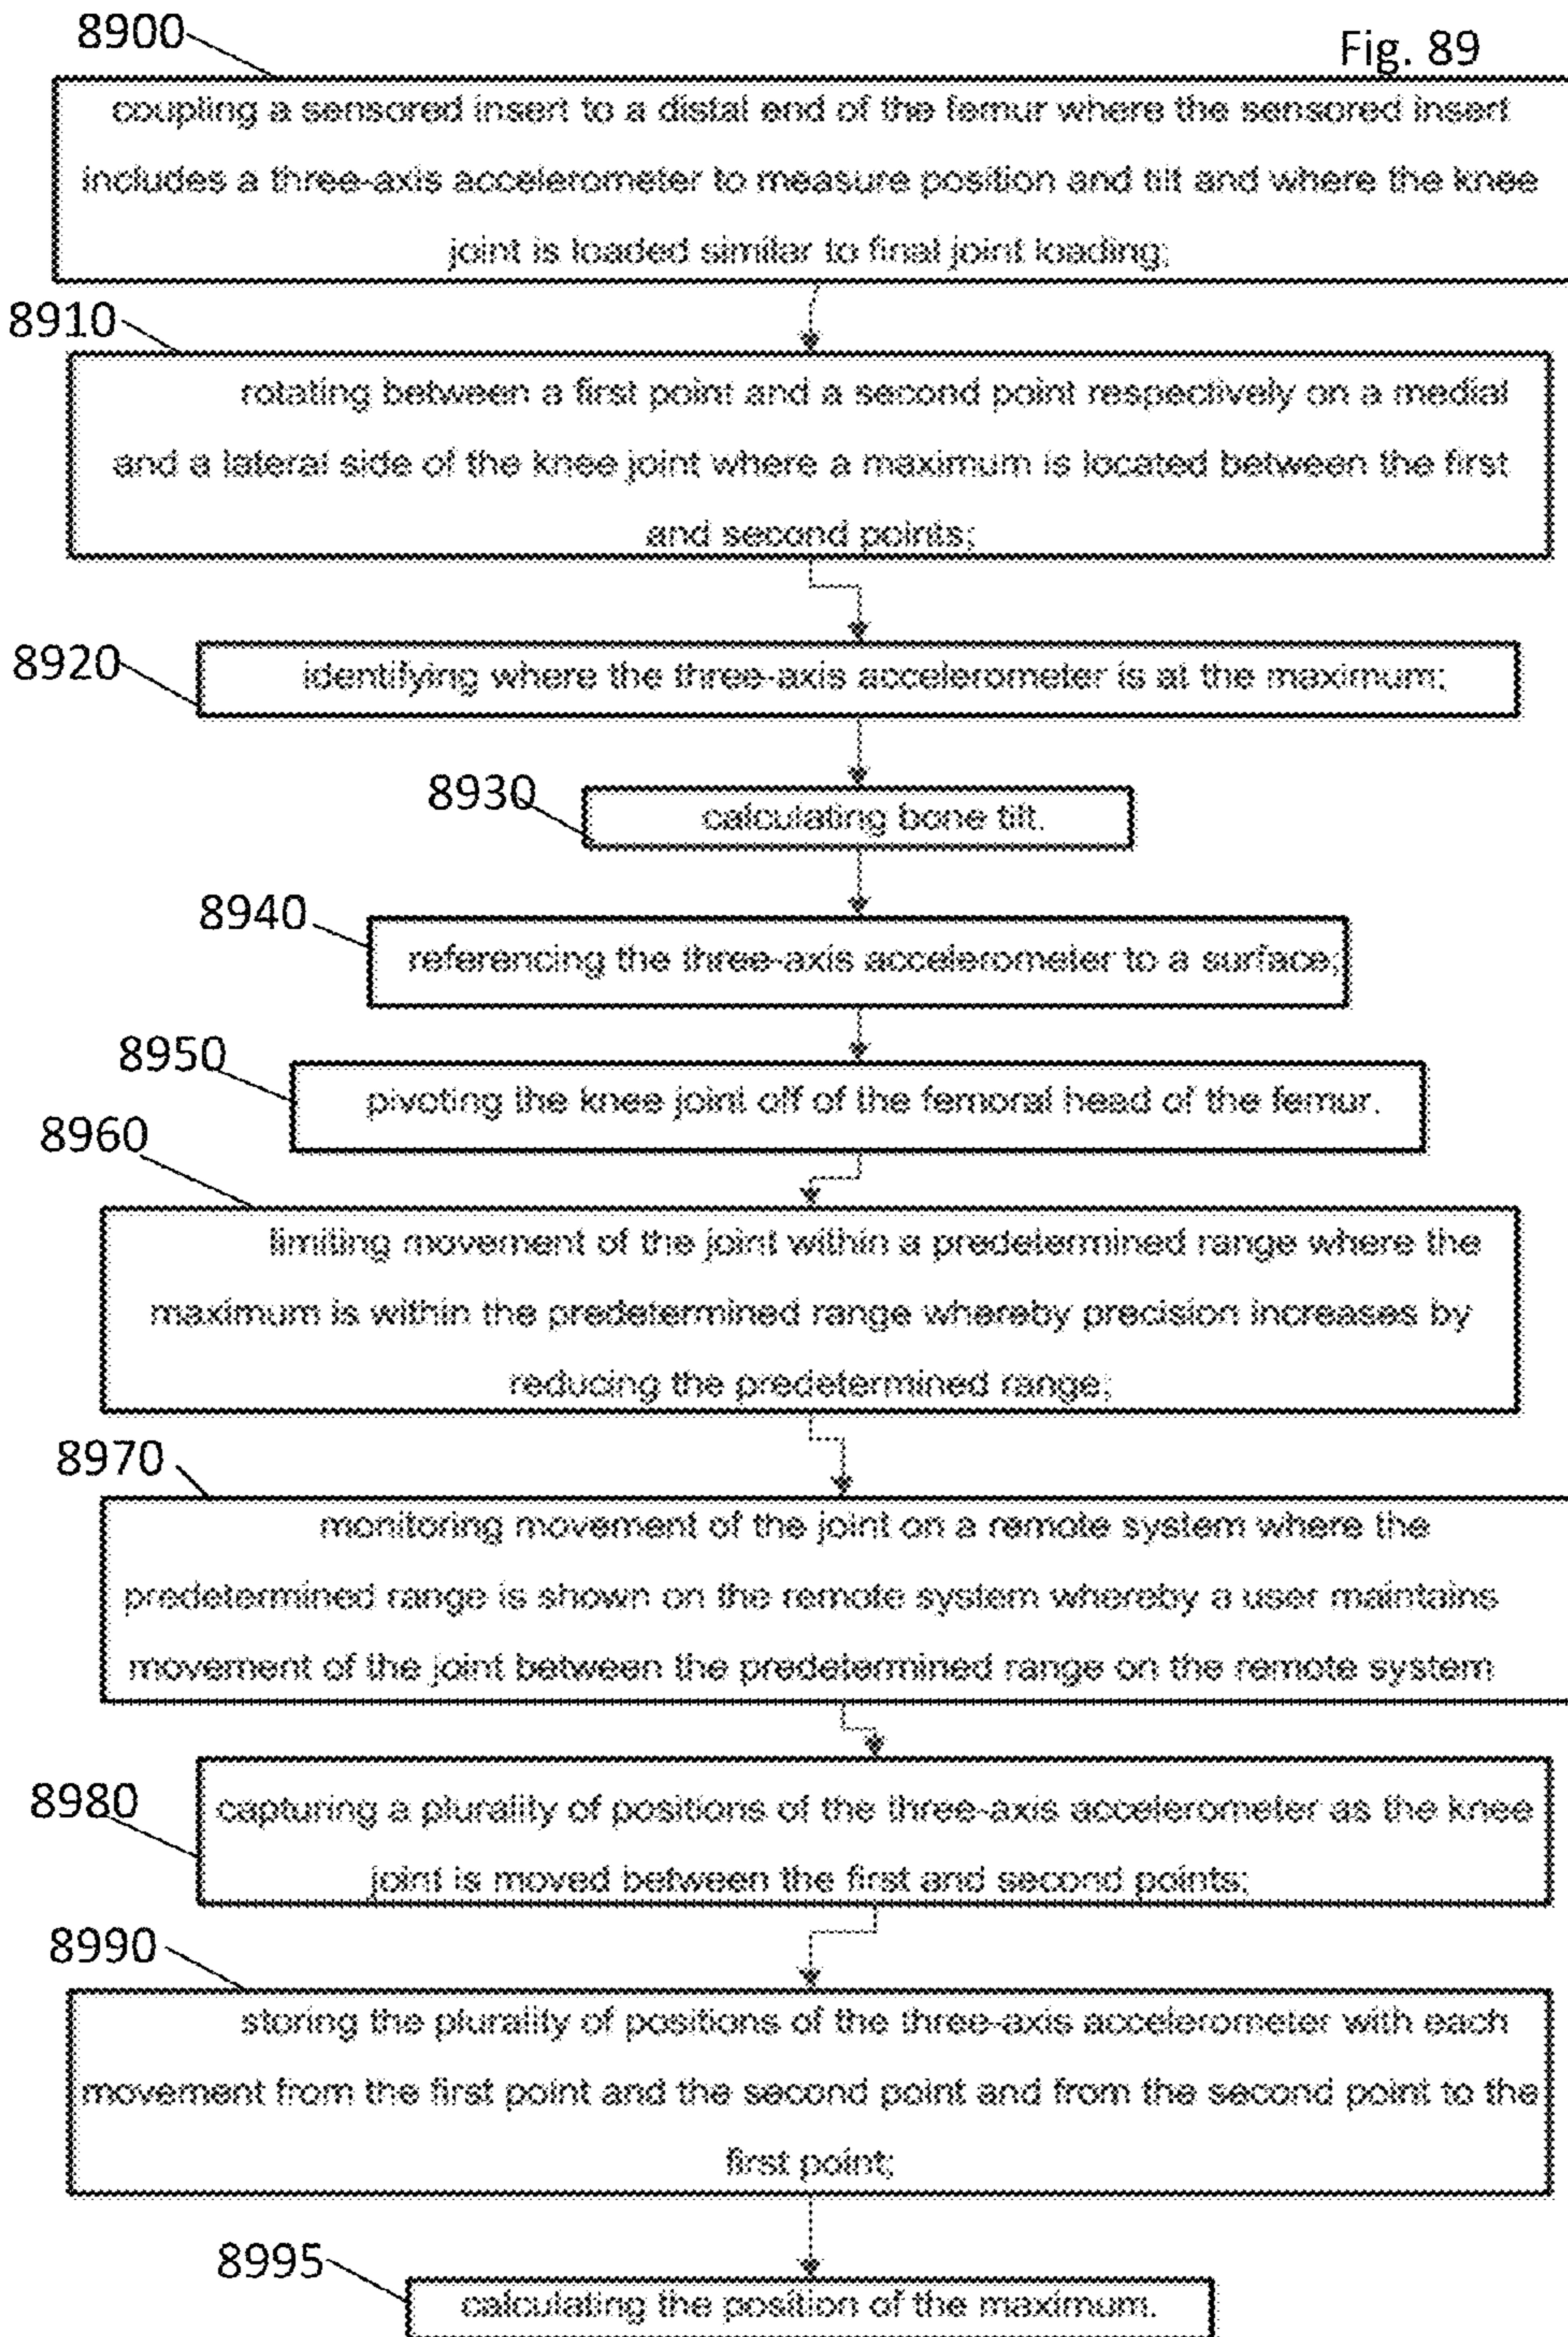 8900
Fig. 89
coupling a sensored insert to a distal end of the femur where the sensored insert
includes a three-axis accelerometer to measure position and tilt and where the knee
joint is loaded similar to final joint loading;
8910
rotating between a first point and a second point respectively on a medial
and a lateral side of the knee joint where a maximum is located between the first
and second points;
8920
identifying where the three-axis accelerometer is at the maximum;
8930
calculating bone tilt.
8940
referencing the three-axis accelerometer to a surface;
8950
pivoting the knee joint off of the femoral head of the femur.
8960
limiting movement of the joint within a predetermined range where the
maximum is within the predetermined range whereby precision increases by
reducing the predetermined range;
8970
monitoring movement of the joint on a remote system where the
predetermined range is shown on the remote system whereby a user maintains
movement of the joint between the predetermined range on the remote system
8980
capturing a plurality of positions of the three-axis accelerometer as the knee
joint is moved between the first and second points;
8990
storing the plurality of positions of the three-axis accelerometer with each
movement from the first point and the second point and from the second point to the
first point;
8995
calculating the position of the maximum.